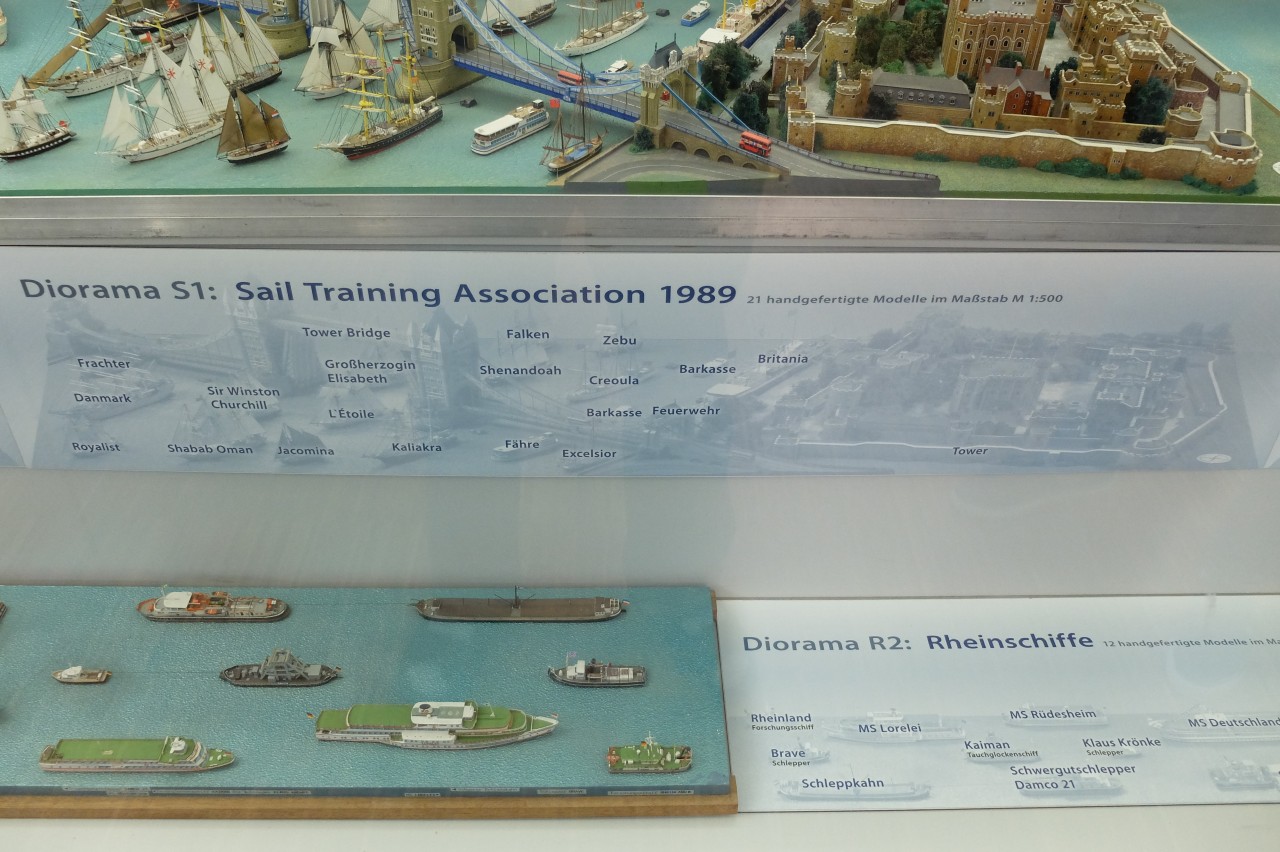 Diorama S1: Sail Training Association 1989 21 handgefertigte Modelle im Maßstab M 1:500
Tower Bridge
Falken
Zebu
Frachter
Großherzogin
Elisabeth
Shenandoah
Barkasse
Britania
Creoula
Danmark
Sir Winston
Churchill
L'Étoile
Barkasse
Feuerwehr
Royalist
Shabab Oman
Jacomina
Kaliakra
Fähre
Excelsior
Tower
Diorama R2: Rheinschiffe 12 handgefertigte Modelle im
Rheinland
Forschungsschiff
MS Lorelei
MS Rüdesheim
MS Deutschland
Brave
Schlepper
Kaiman
Tauchglockenschiff
Klaus Krönke
Schlepper
Schleppkahn
Schwergutschlepper
Damco 21